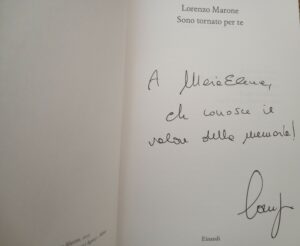 Lorenzo Marone
Sono tornato per te
A MariaElena,
che conosce il
valore della memoria!
Einaudi